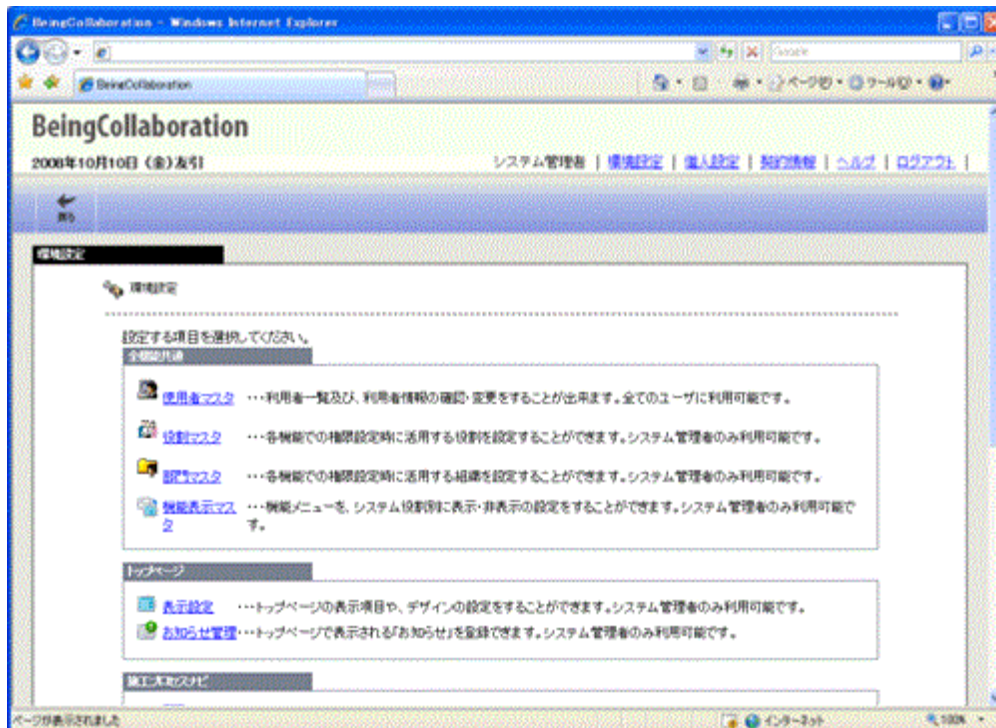 BeingCollaboration - Windows Internet Explorer
Google
BeingCollaboration
ページ(P)
ツール(O)
BeingCollaboration
2008年10月10日 (金)友引
システム管理者 | 環境設定 | 個人設定 | 契約情報 | ヘルプ | ログアウト |
戻る
環境設定
環境設定
設定する項目を選択してください。
全機能共通
使用者マスタ ・・・利用者一覧及び、利用者情報の確認・変更をすることが出来ます。全てのユーザに利用可能です。
役割マスタ ・・・各機能での権限設定時に活用する役割を設定することができます。システム管理者のみ利用可能です。
部門マスタ ・・・各機能での権限設定時に活用する組織を設定することができます。システム管理者のみ利用可能です。
機能表示マス ・・・機能メニューを、システム役割別に表示・非表示の設定をすることができます。システム管理者のみ利用可能で
タ す。
トップページ
表示設定 ・・・トップページの表示項目や、デザインの設定をすることができます。システム管理者のみ利用可能です。
お知らせ管理・・・トップページで表示される「お知らせ」を登録できます。システム管理者のみ利用可能です。
施工プロセスナビ
ページが表示されました
インターネット
100%